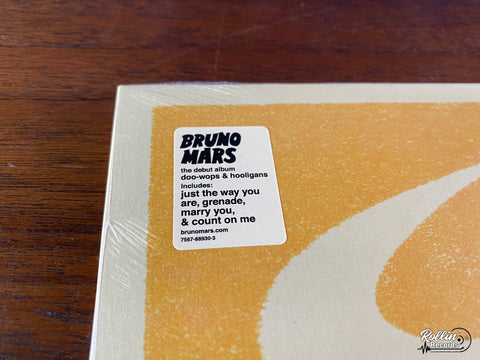 BRUNO
MARS
the debut album
doo-wops & hooligans
includes:
just the way you
are, grenade,
marry you,
& count on me
brunomars.com
7567-88930-3
Rollin'
Records